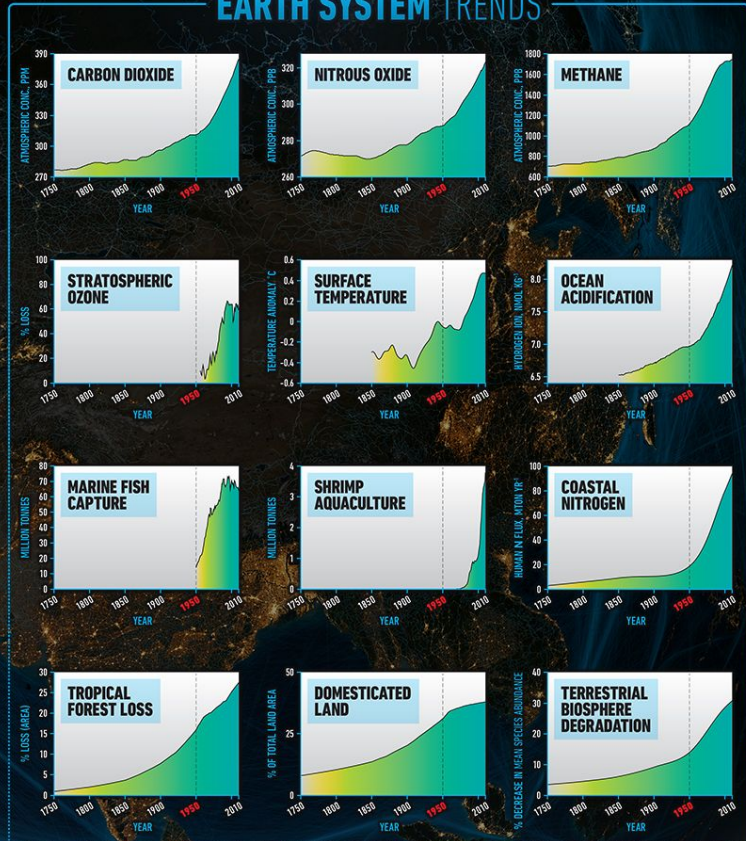 EARTH SYSTEM TRENDS
CARBON DIOXIDE
ATMOSPHERIC CONC, PPM
390
360
330
300
270
1750 1800 1850 1900 1950 2010
YEAR
NITROUS OXIDE
ATMOSPHERIC CONC, PPB
320
300
280
260
1750 1800 1850 1900 1950 2010
YEAR
METHANE
ATMOSPHERIC CONC, PPB
1800
1600
1400
1200
1000
800
600
1750 1800 1850 1900 1950 2010
YEAR
STRATOSPHERIC
OZONE
% LOSS
100
80
60
40
20
0
1750 1800 1850 1900 1950 2010
YEAR
SURFACE
TEMPERATURE
TEMPERATURE ANOMALY, °C
0.6
0.4
0.2
0
-0.2
-0.4
-0.6
1750 1800 1850 1900 1950 2010
YEAR
OCEAN
ACIDIFICATION
HYDROGEN ION, NMOL KG-1
8.0
7.5
7.0
6.5
1750 1800 1850 1900 1950 2010
YEAR
MARINE FISH
CAPTURE
MILLION TONNES
80
70
60
50
40
30
20
10
0
1750 1800 1850 1900 1950 2010
YEAR
SHRIMP
AQUACULTURE
MILLION TONNES
4
3
2
1
0
1750 1800 1850 1900 1950 2010
YEAR
COASTAL
NITROGEN
HUMAN N FLUX, MTON YR-1
100
80
60
40
20
0
1750 1800 1850 1900 1950 2010
YEAR
TROPICAL
FOREST LOSS
% LOSS (AREA)
30
25
20
15
10
5
0
1750 1800 1850 1900 1950 2010
YEAR
DOMESTICATED
LAND
% OF TOTAL LAND AREA
50
25
0
1750 1800 1850 1900 1950 2010
YEAR
TERRESTRIAL
BIOSPHERE
DEGRADATION
% DECREASE IN MEAN SPECIES ABUNDANCE
40
30
20
10
0
1750 1800 1850 1900 1950 2010
YEAR